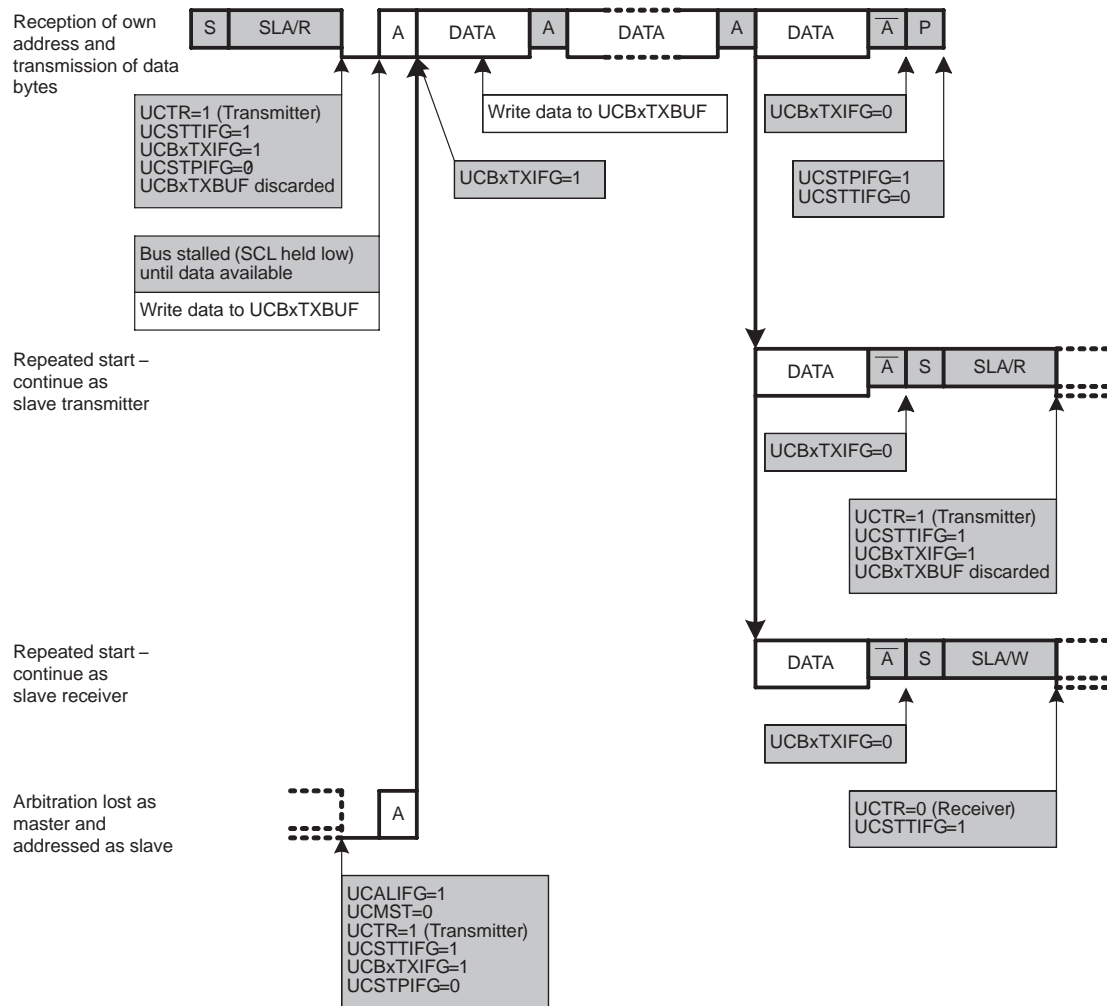 Reception of own
address and
transmission of data
bytes
S SLA/R A DATA A DATA A DATA A P
UCTR=1 (Transmitter)
UCSTTIFG=1
UCBxTXIFG=1
UCSTPIFG=0
UCBxTXBUF discarded
Write data to UCBxTXBUF
UCBxTXIFG=1
UCBxTXIFG=0
UCSTPIFG=1
UCSTTIFG=0
Bus stalled (SCL held low)
until data available
Write data to UCBxTXBUF
Repeated start –
continue as
slave transmitter
DATA A S SLA/R
UCBxTXIFG=0
UCTR=1 (Transmitter)
UCSTTIFG=1
UCBxTXIFG=1
UCBxTXBUF discarded
Repeated start –
continue as
slave receiver
DATA A S SLA/W
UCBxTXIFG=0
UCTR=0 (Receiver)
UCSTTIFG=1
Arbitration lost as
master and
addressed as slave
A
UCALIFG=1
UCMST=0
UCTR=1 (Transmitter)
UCSTTIFG=1
UCBxTXIFG=1
UCSTPIFG=0